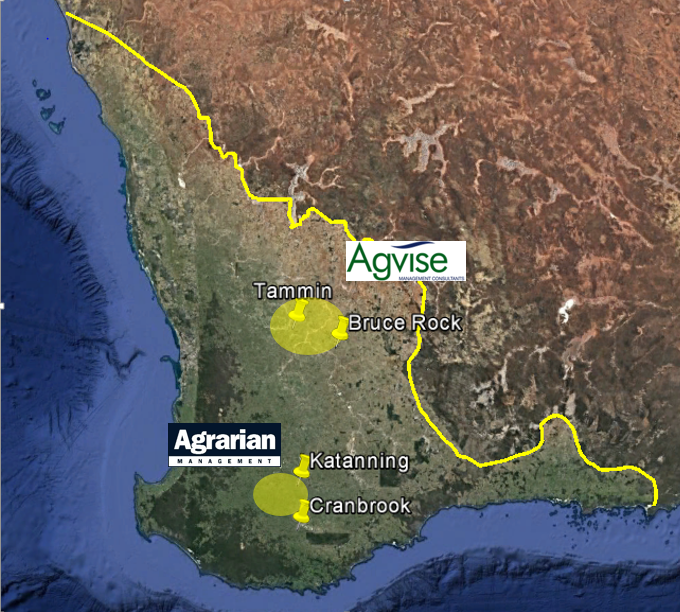 Agvise
MANAGEMENT CONSULTANTS
Tammin
Bruce Rock
Agrarian
MANAGEMENT
Katanning
Cranbrook